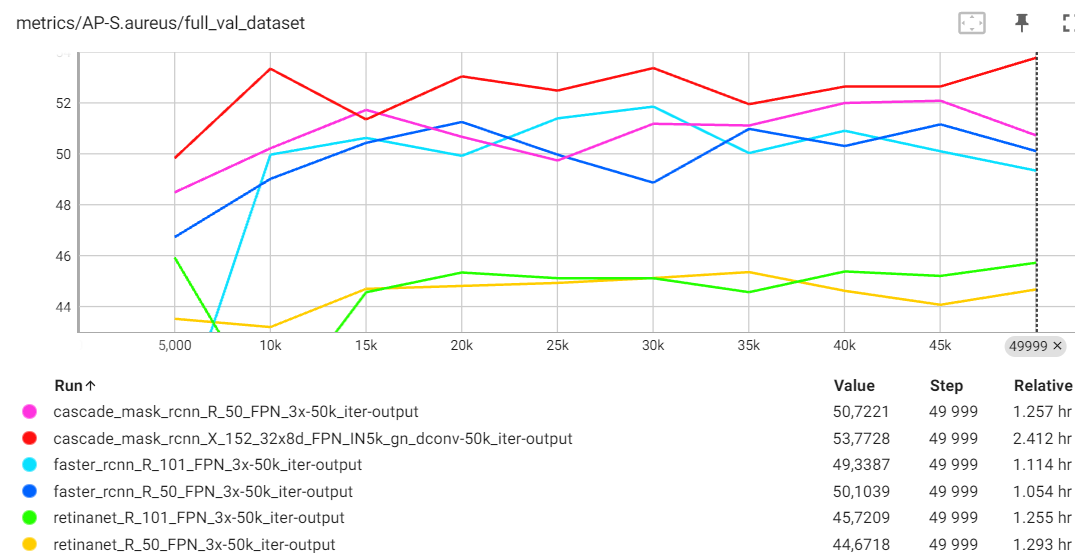 metrics/AP-S.aureus/full_val_dataset
52
50
48
46
44
5,000 10k 15k 20k 25k 30k 35k 40k 45k 49999 ×
Run↑ Value Step Relative
cascade_mask_rcnn_R_50_FPN_3x-50k_iter-output 50,7221 49 999 1.257 hr
cascade_mask_rcnn_X_152_32x8d_FPN_IN5k_gn_dconv-50k_iter-output 53,7728 49 999 2.412 hr
faster_rcnn_R_101_FPN_3x-50k_iter-output 49,3387 49 999 1.114 hr
faster_rcnn_R_50_FPN_3x-50k_iter-output 50,1039 49 999 1.054 hr
retinanet_R_101_FPN_3x-50k_iter-output 45,7209 49 999 1.255 hr
retinanet_R_50_FPN_3x-50k_iter-output 44,6718 49 999 1.293 hr